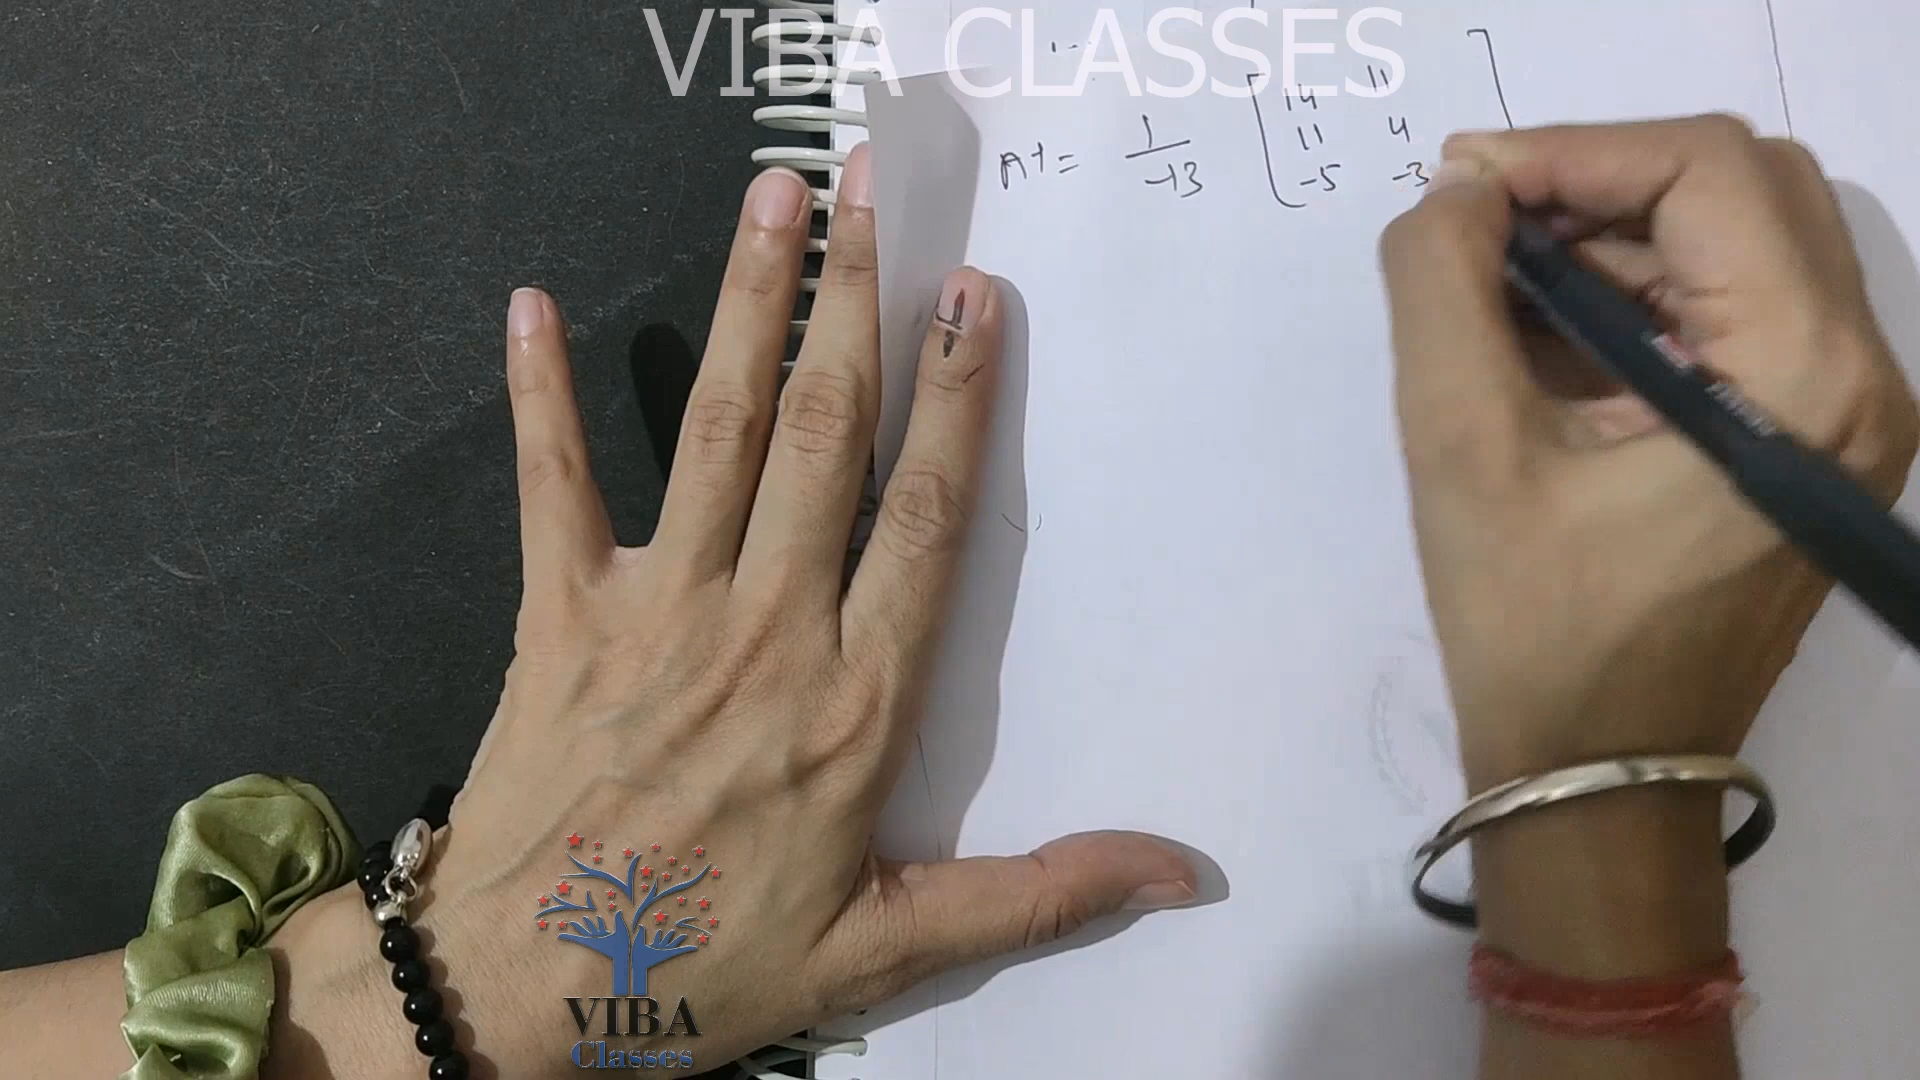 VIBA CLASSES
14 11
A-1 = 1/-13 11 4
-5 -3
VIBA
Classes